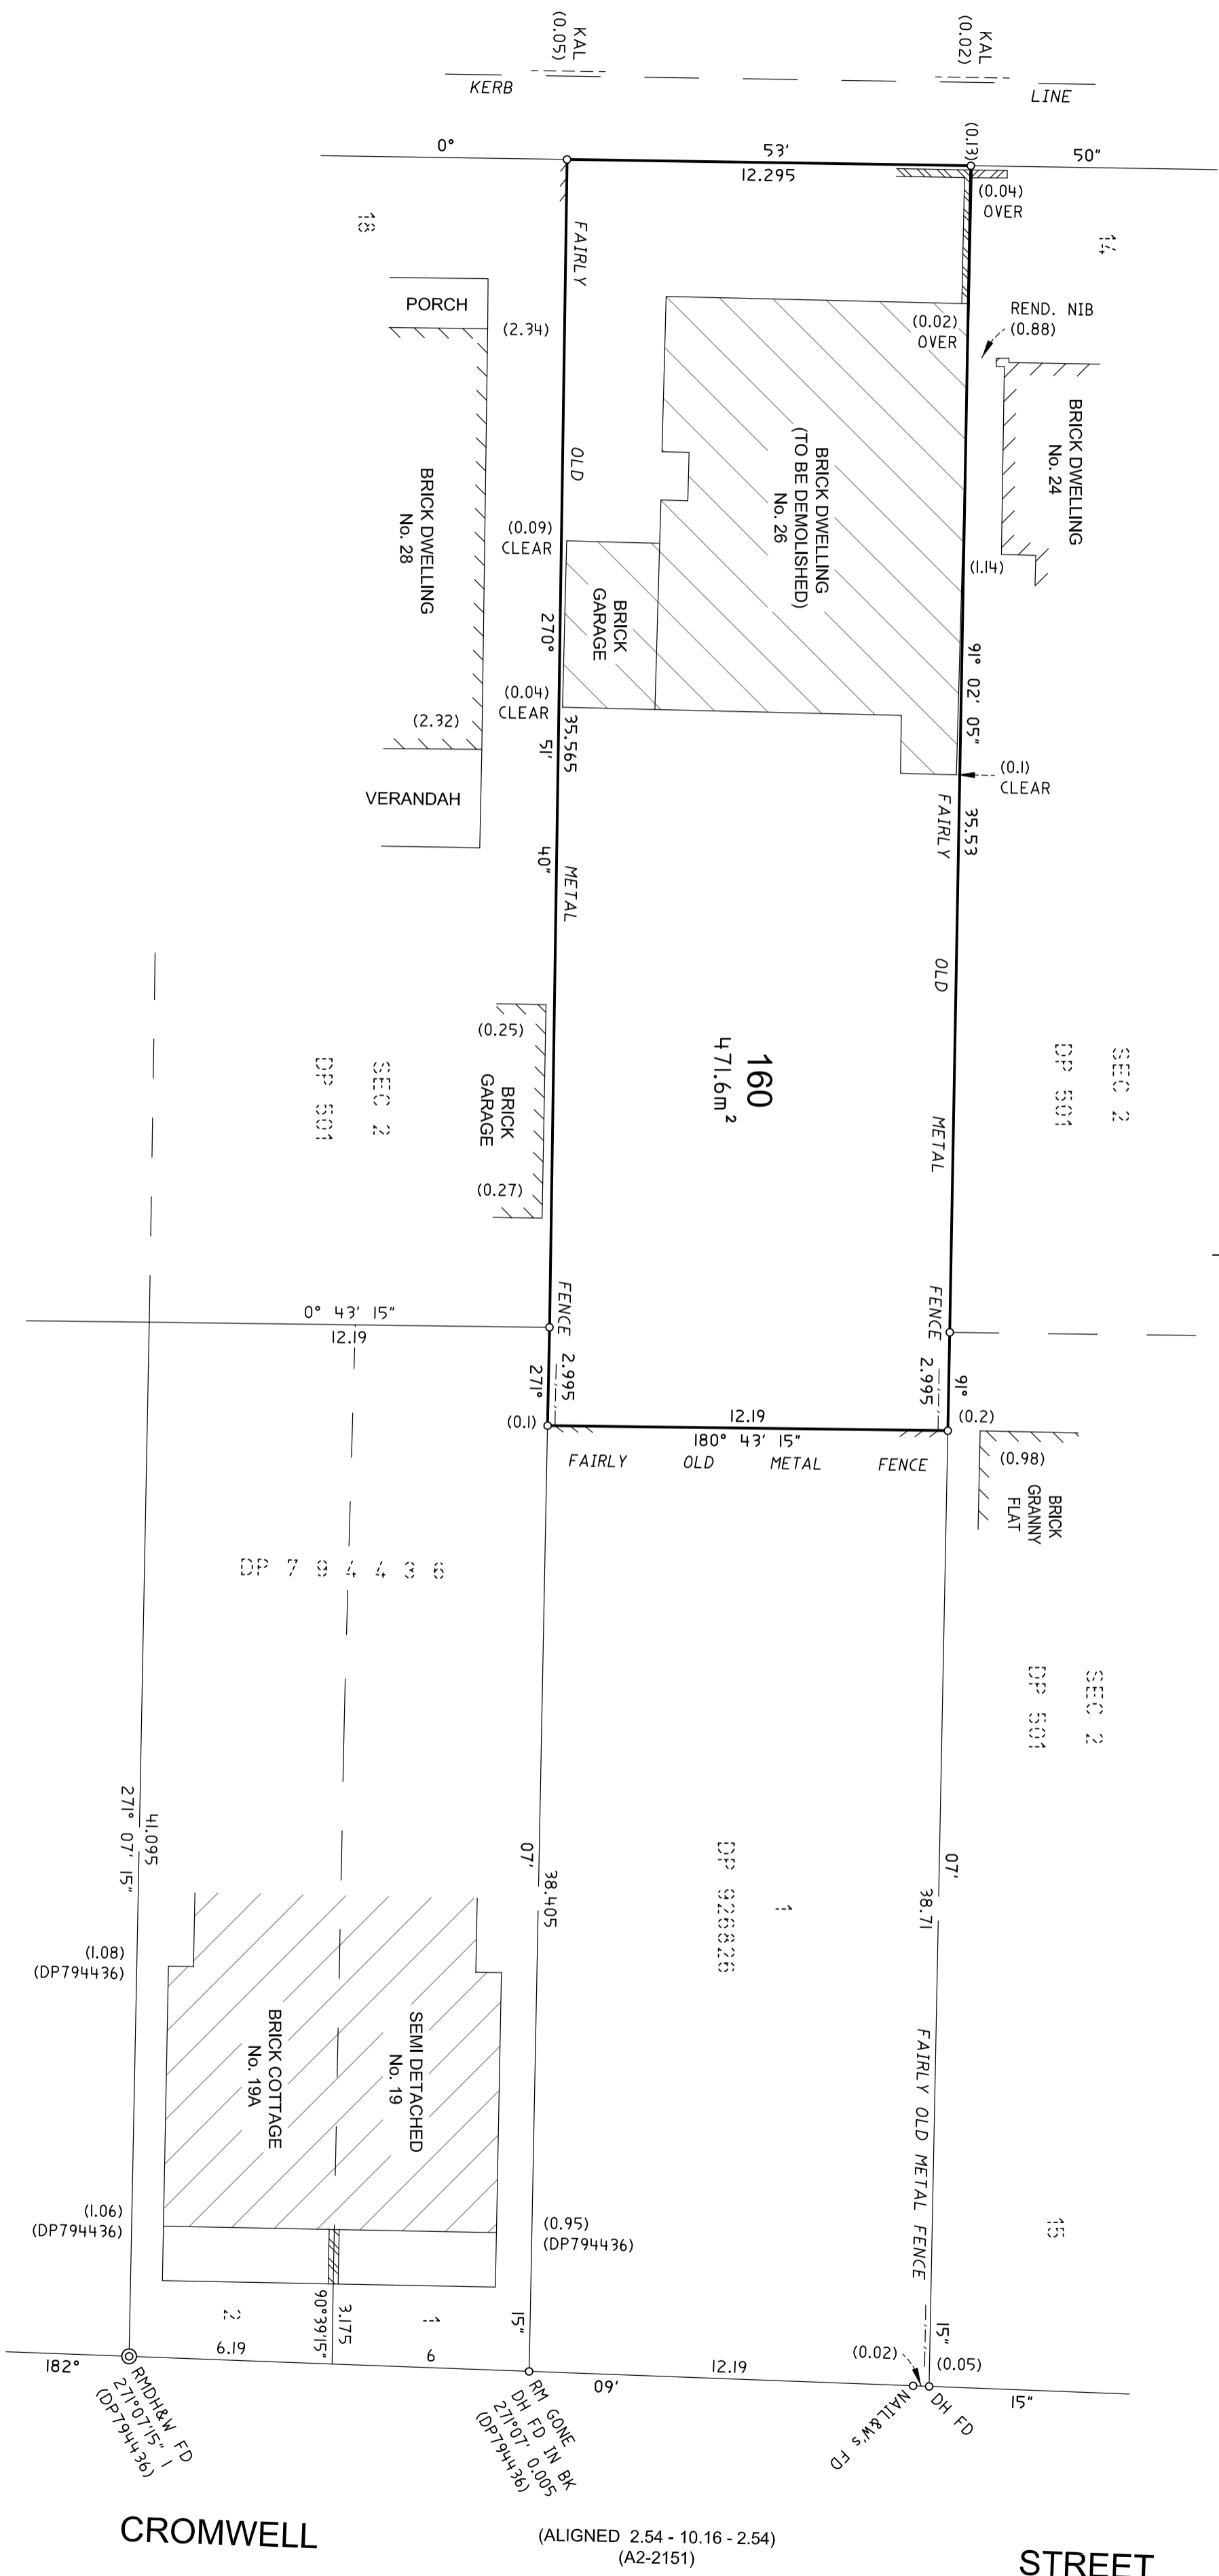 KAL
(0.05)
KAL
(0.02)
KERB
LINE
0°
53'
50"
12.295
(0.13)
(0.04)
OVER
18
14
FAIRLY
OLD
METAL
FENCE
PORCH
(2.34)
(0.02)
OVER
REND. NIB
(0.88)
BRICK DWELLING
No. 24
BRICK DWELLING
(TO BE DEMOLISHED)
No. 26
BRICK DWELLING
No. 28
(0.09)
CLEAR
(1.14)
BRICK
GARAGE
270°
51'
40"
35.565
91° 02' 05"
35.53
(0.04)
CLEAR
(2.32)
(0.1)
CLEAR
VERANDAH
FAIRLY
OLD
METAL
FENCE
(0.25)
BRICK
GARAGE
(0.27)
160
471.6m²
SEC 2
DP 501
SEC 2
DP 501
0° 43' 15"
12.19
2.995
271°
2.995
91°
(0.1)
12.19
180° 43' 15"
(0.2)
FAIRLY OLD METAL FENCE
(0.98)
BRICK
GRANNY
FLAT
DP 794436
SEC 2
DP 501
41.095
271° 07' 15"
07'
38.405
1
DP 926826
07'
38.71
(1.08)
(DP794436)
SEMI DETACHED
No. 19
BRICK COTTAGE
No. 19A
FAIRLY OLD METAL FENCE
15
(1.06)
(DP794436)
(0.95)
(DP794436)
2
1
3.175
90°39'15"
15"
15"
(0.02)
(0.05)
182°
6.19
6
09'
12.19
15"
RMDH&W FD
271°07'15" 1
(DP794436)
RM GONE
DH FD IN BK
271°07' 0.005
(DP794436)
NAIL&W's FD
DH FD
CROMWELL
(ALIGNED 2.54 - 10.16 - 2.54)
(A2-2151)
STREET